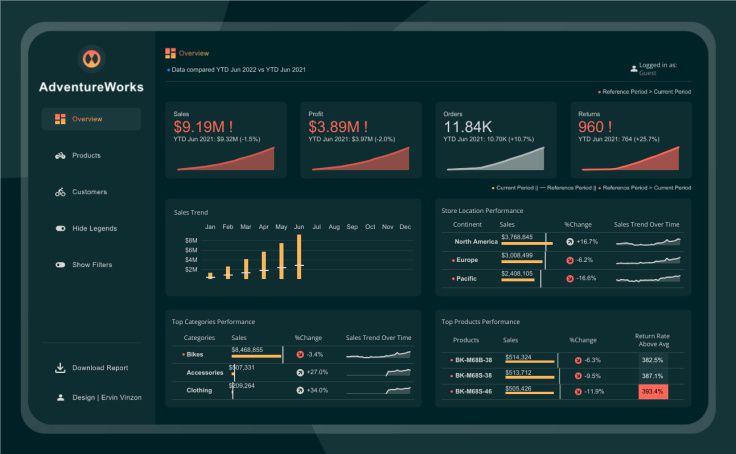 AdventureWorks
Overview
Products
Customers
Hide Legends
Show Filters
Download Report
Design | Ervin Vinzon
Overview
Data compared YTD Jun 2022 vs YTD Jun 2021
Logged in as:
Guest
Reference Period > Current Period
Sales
$9.19M !
YTD Jun 2021: $9.32M (-1.5%)
Profit
$3.89M !
YTD Jun 2021: $3.97M (-2.0%)
Orders
11.84K
YTD Jun 2021: 10.70K (+10.7%)
Returns
960 !
YTD Jun 2021: 764 (+25.7%)
Current Period || — Reference Period || Reference Period > Current Period
Sales Trend
Jan Feb Mar Apr May Jun Jul Aug Sep Oct Nov Dec
$8M
$6M
$4M
$2M
Store Location Performance
Continent Sales %Change Sales Trend Over Time
North America $3,768,845 +16.7%
Europe $3,008,499 -6.2%
Pacific $2,408,105 -16.6%
Top Categories Performance
Categories Sales %Change Sales Trend Over Time
Bikes $8,468,855 -3.4%
Accessories $507,331 +27.0%
Clothing $209,264 +34.0%
Top Products Performance
Products Sales %Change Return Rate
Above Avg
BK-M68B-38 $514,324 -6.3% 382.5%
BK-M68S-38 $513,712 -9.5% 387.1%
BK-M68S-46 $505,426 -11.9% 393.4%